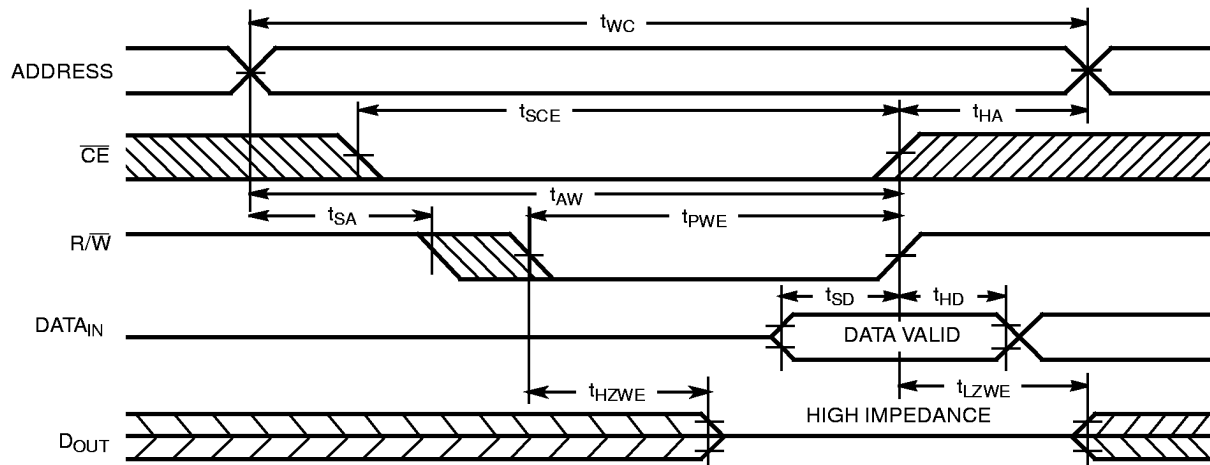 tWC
ADDRESS
tSCE
tHA
CE
tAW
tSA
tPWE
R/W
tSD
tHD
DATAIN
DATA VALID
tHZWE
tLZWE
HIGH IMPEDANCE
DOUT